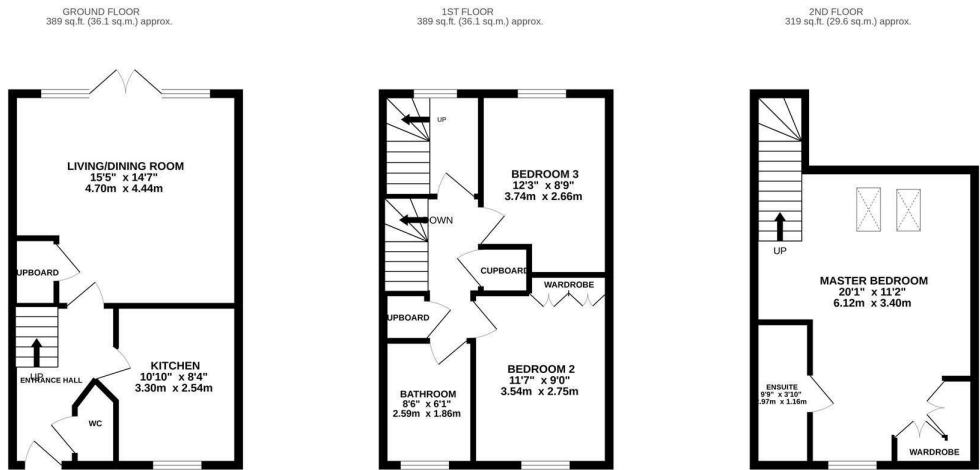 GROUND FLOOR
389 sq.ft. (36.1 sq.m.) approx.
LIVING/DINING ROOM
15'5" x 14'7"
4.70m x 4.44m
UPBOARD
UP
ENTRANCE HALL
KITCHEN
10'10" x 8'4"
3.30m x 2.54m
WC
1ST FLOOR
389 sq.ft. (36.1 sq.m.) approx.
UP
BEDROOM 3
12'3" x 8'9"
3.74m x 2.66m
OWN
CUPBOARD
WARDROBE
UPBOARD
BEDROOM 2
11'7" x 9'0"
3.54m x 2.75m
BATHROOM
8'6" x 6'1"
2.59m x 1.86m
2ND FLOOR
319 sq.ft. (29.6 sq.m.) approx.
UP
MASTER BEDROOM
20'1" x 11'2"
6.12m x 3.40m
ENSUITE
9'9" x 3'10"
.97m x 1.16m
WARDROBE